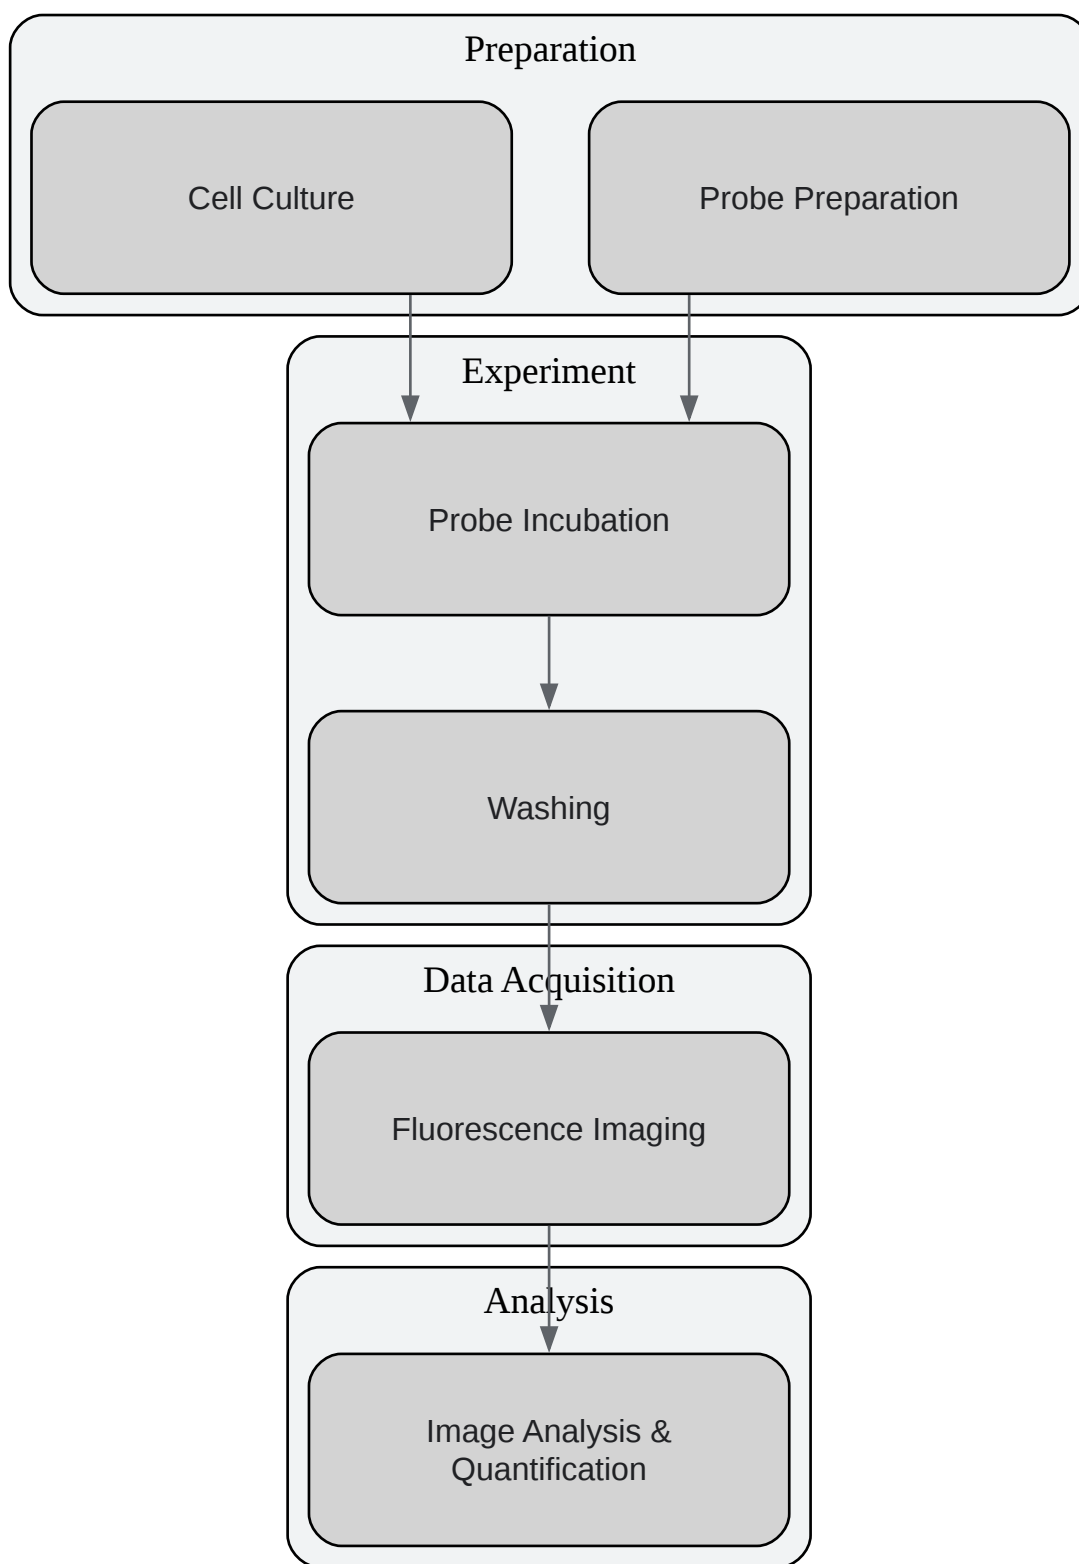 Preparation
Cell Culture
Probe Preparation
Experiment
Probe Incubation
Washing
Data Acquisition
Fluorescence Imaging
Analysis
Image Analysis &
Quantification